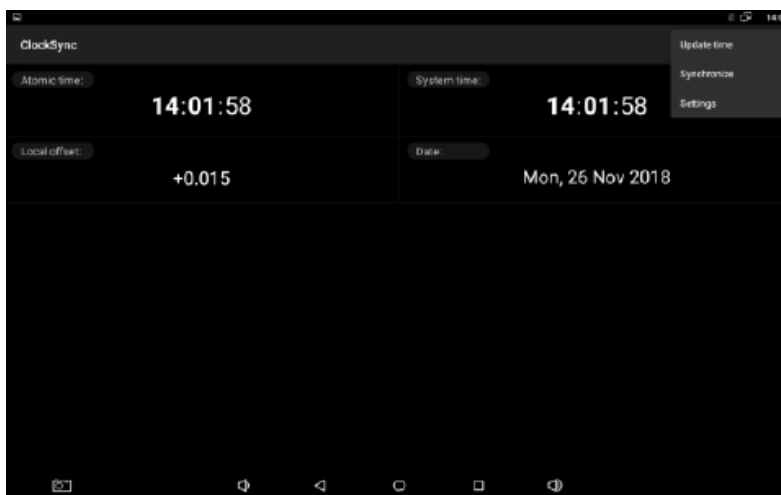 ClockSync
Update time
Synchronize
Settings
Atomic time:
14:01:58
System time:
14:01:58
Local offset:
+0.015
Date:
Mon, 26 Nov 2018